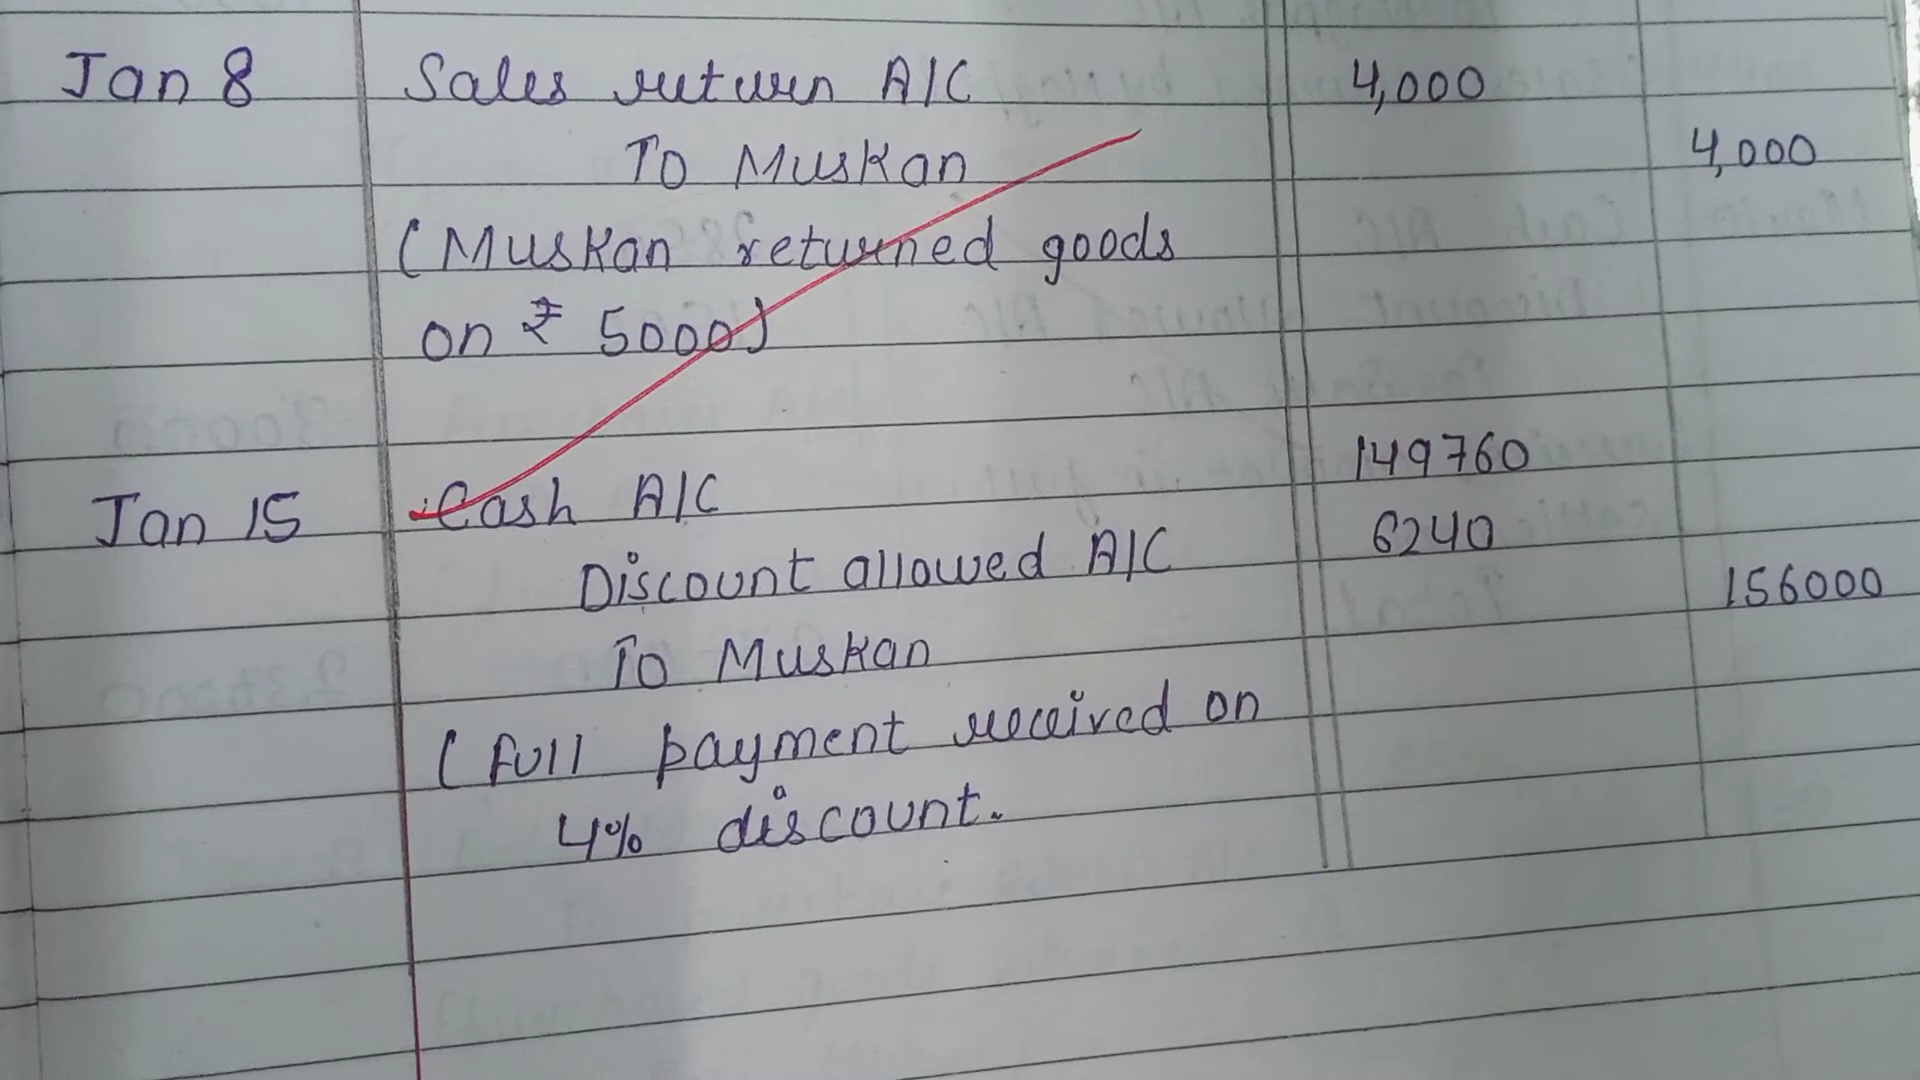 Jan 8 Sales return A/C 4,000
To Muskan 4,000
(Muskan returned goods
on ₹ 5000)
Jan 15 Cash A/C 149760
Discount allowed A/C 6240
To Muskan 156000
(Full payment received on
4% discount.